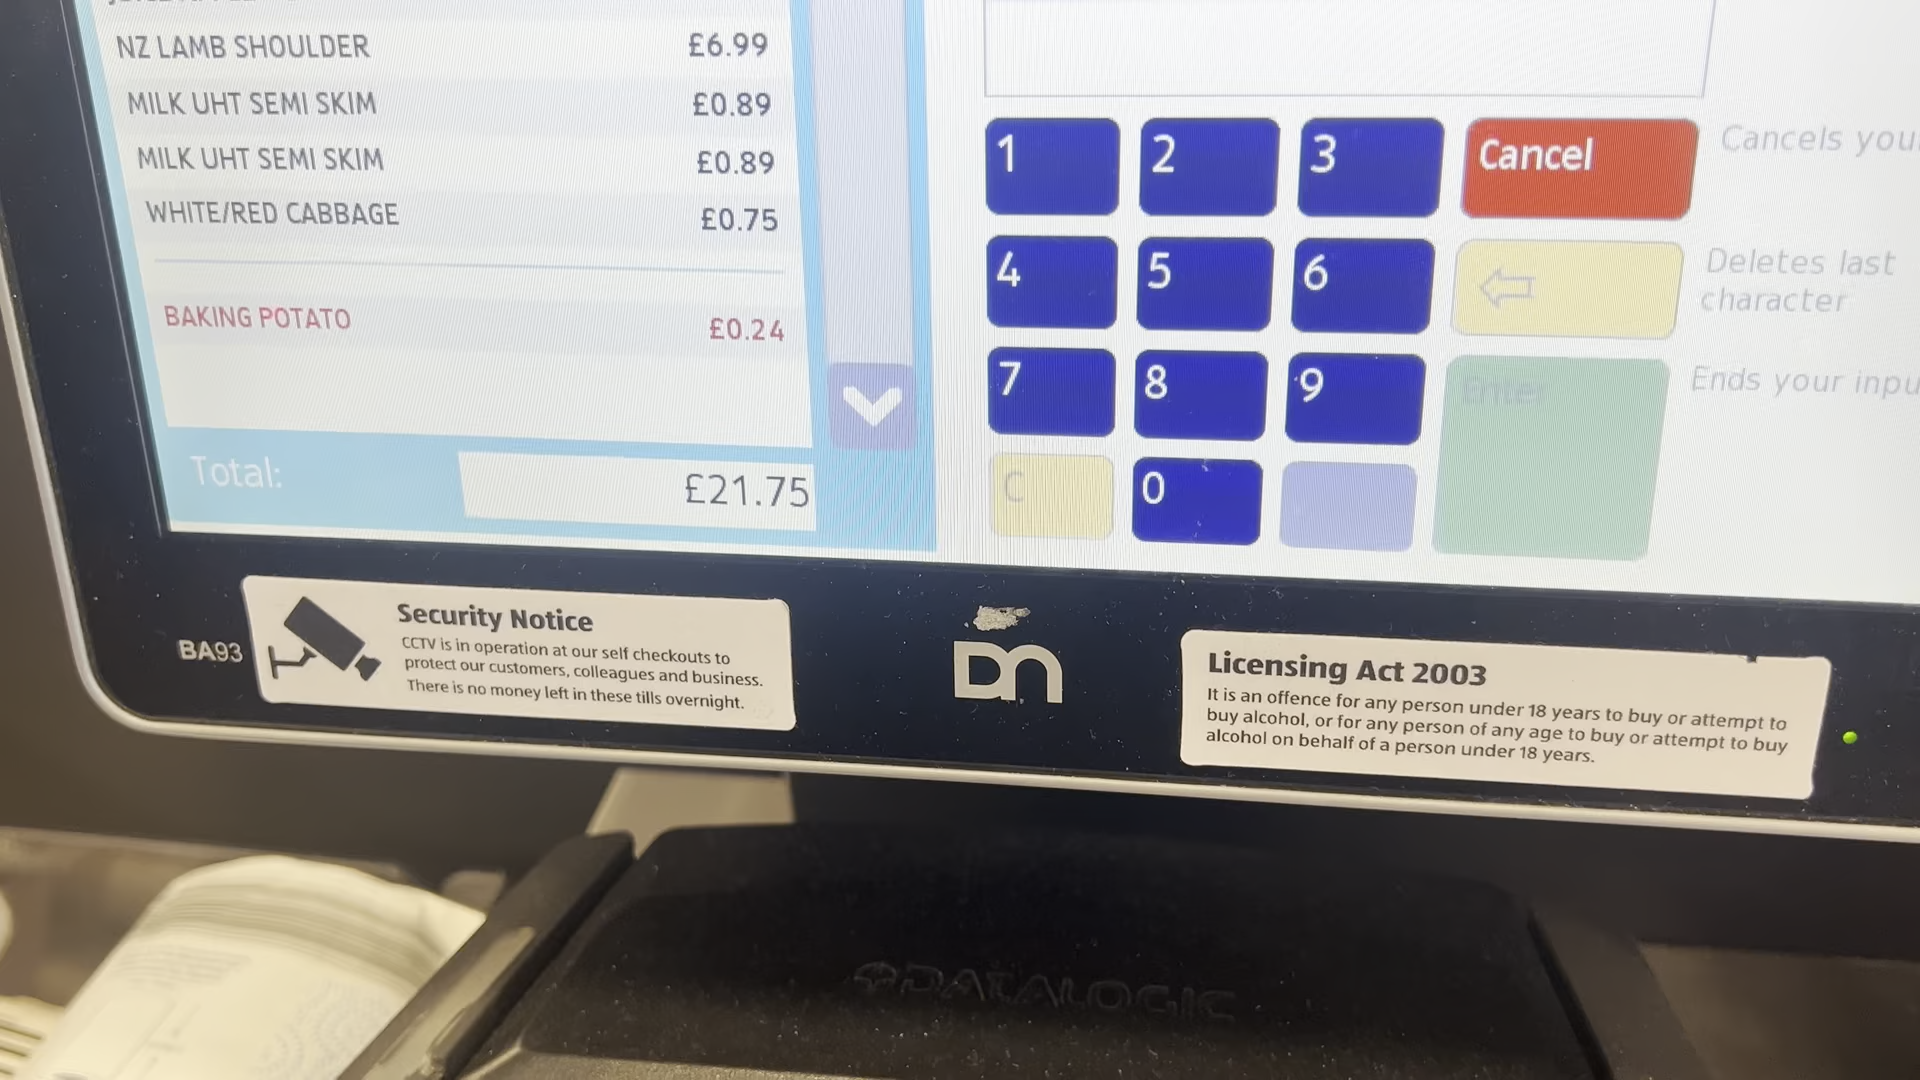 NZ LAMB SHOULDER £6.99
MILK UHT SEMI SKIM £0.89
MILK UHT SEMI SKIM £0.89
WHITE/RED CABBAGE £0.75
BAKING POTATO £0.24
Total: £21.75
1 2 3 Cancel
Cancels
4 5 6
Deletes last
character
7 8 9 Enter
Ends your
C 0
BA93
Security Notice
CCTV is in operation at our self checkouts to
protect our customers, colleagues and business.
There is no money left in these tills overnight.
DN
Licensing Act 2003
It is an offence for any person under 18 years to buy or attempt to
buy alcohol, or for any person of any age to buy or attempt to buy
alcohol on behalf of a person under 18 years.
DATALOGIC